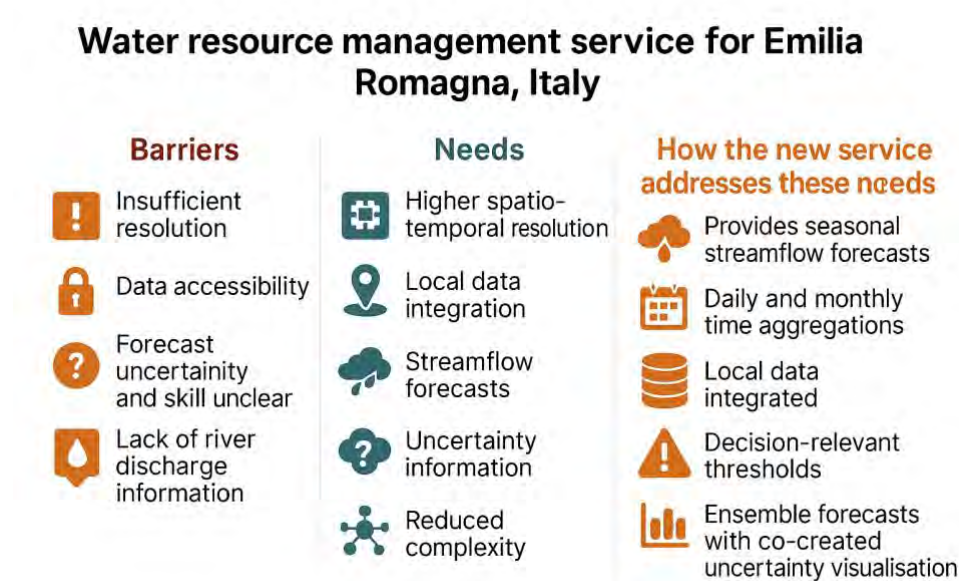 Water resource management service for Emilia
Romagna, Italy
Barriers
Insufficient
resolution
Data accessibility
Forecast
uncertainity
and skill unclear
Lack of river
discharge
information
Needs
Higher spatio-
temporal resolution
Local data
integration
Streamflow
forecasts
Uncertainty
information
Reduced
complexity
How the new service
addresses these needs
Provides seasonal
streamflow forecasts
Daily and monthly
time aggregations
Local data
integrated
Decision-relevant
thresholds
Ensemble forecasts
with co-created
uncertainty visualisation